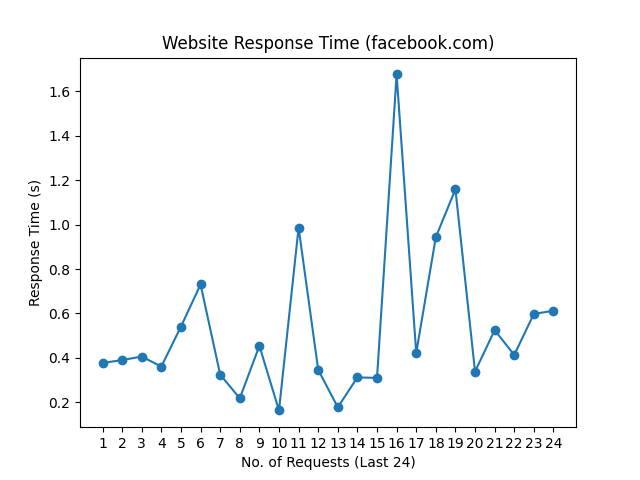 Website Response Time (facebook.com)
1.6
1.4
1.2
1.0
0.8
0.6
0.4
0.2
Response Time (s)
1 2 3 4 5 6 7 8 9 10 11 12 13 14 15 16 17 18 19 20 21 22 23 24
No. of Requests (Last 24)